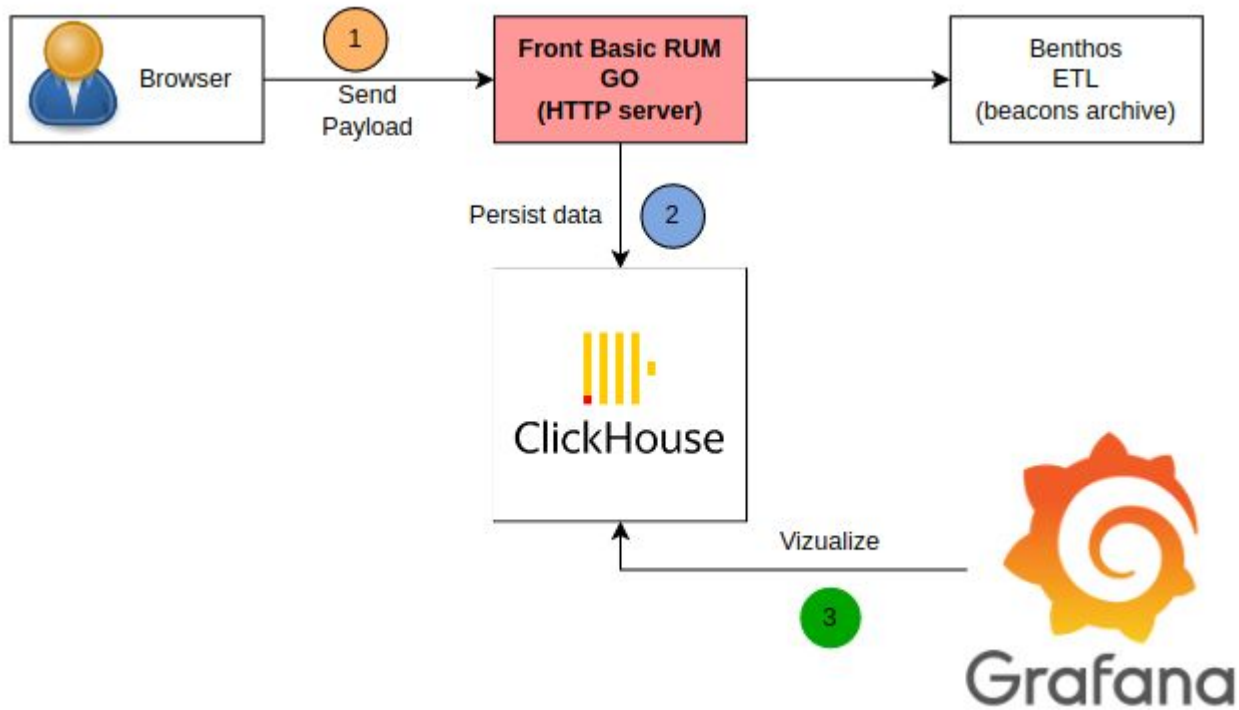 Browser
1
Send
Payload
Front Basic RUM
GO
(HTTP server)
Benthos
ETL
(beacons archive)
Persist data
2
ClickHouse
Vizualize
3
Grafana